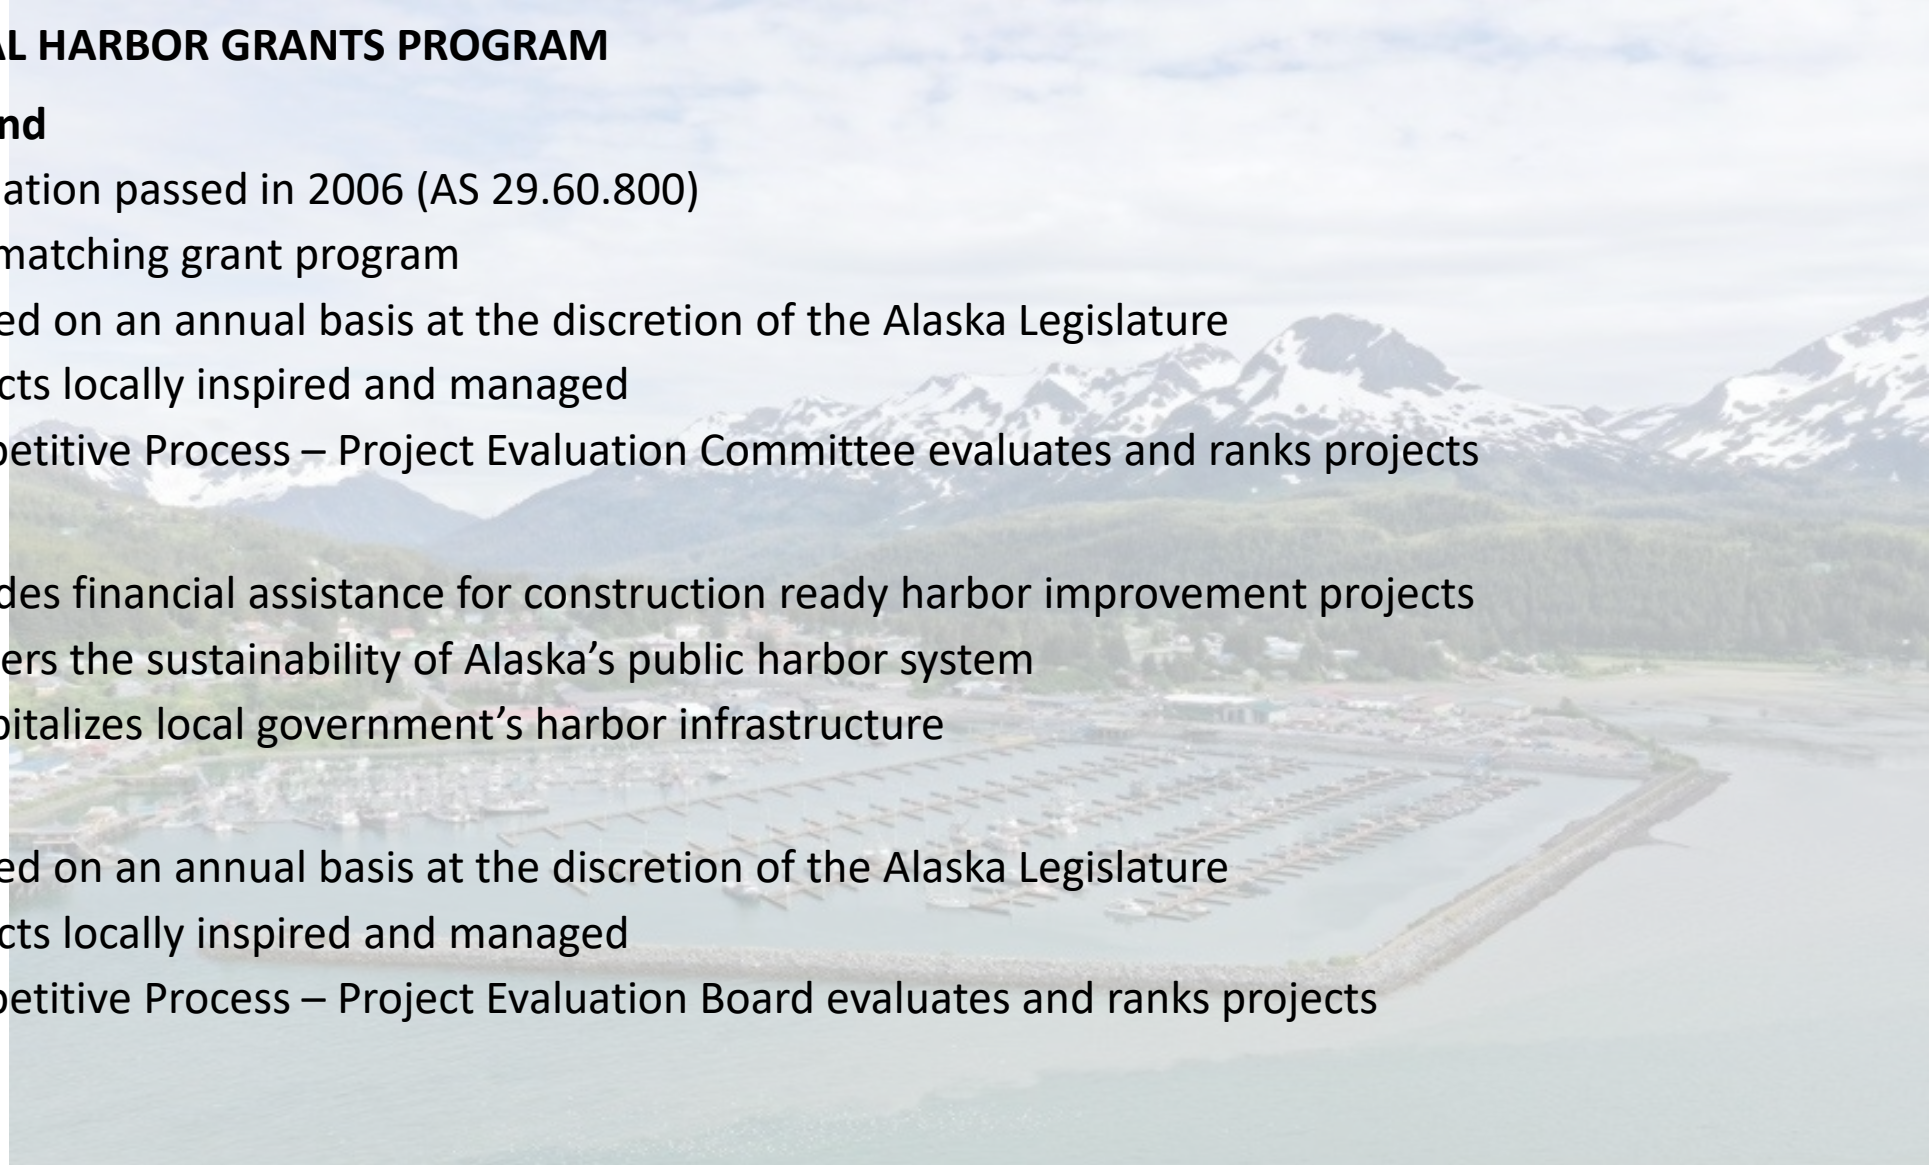 AL HARBOR GRANTS PROGRAM
nd
ation passed in 2006 (AS 29.60.800)
matching grant program
ed on an annual basis at the discretion of the Alaska Legislature
cts locally inspired and managed
petitive Process – Project Evaluation Committee evaluates and ranks projects
des financial assistance for construction ready harbor improvement projects
ers the sustainability of Alaska’s public harbor system
pitalizes local government’s harbor infrastructure
ed on an annual basis at the discretion of the Alaska Legislature
cts locally inspired and managed
petitive Process – Project Evaluation Board evaluates and ranks projects